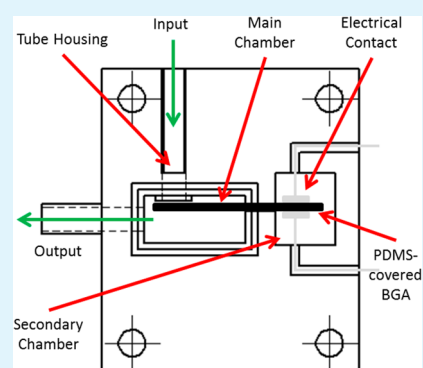 Tube Housing
Input
Main
Chamber
Electrical
Contact
Output
PDMS-
covered
BGA
Secondary
Chamber